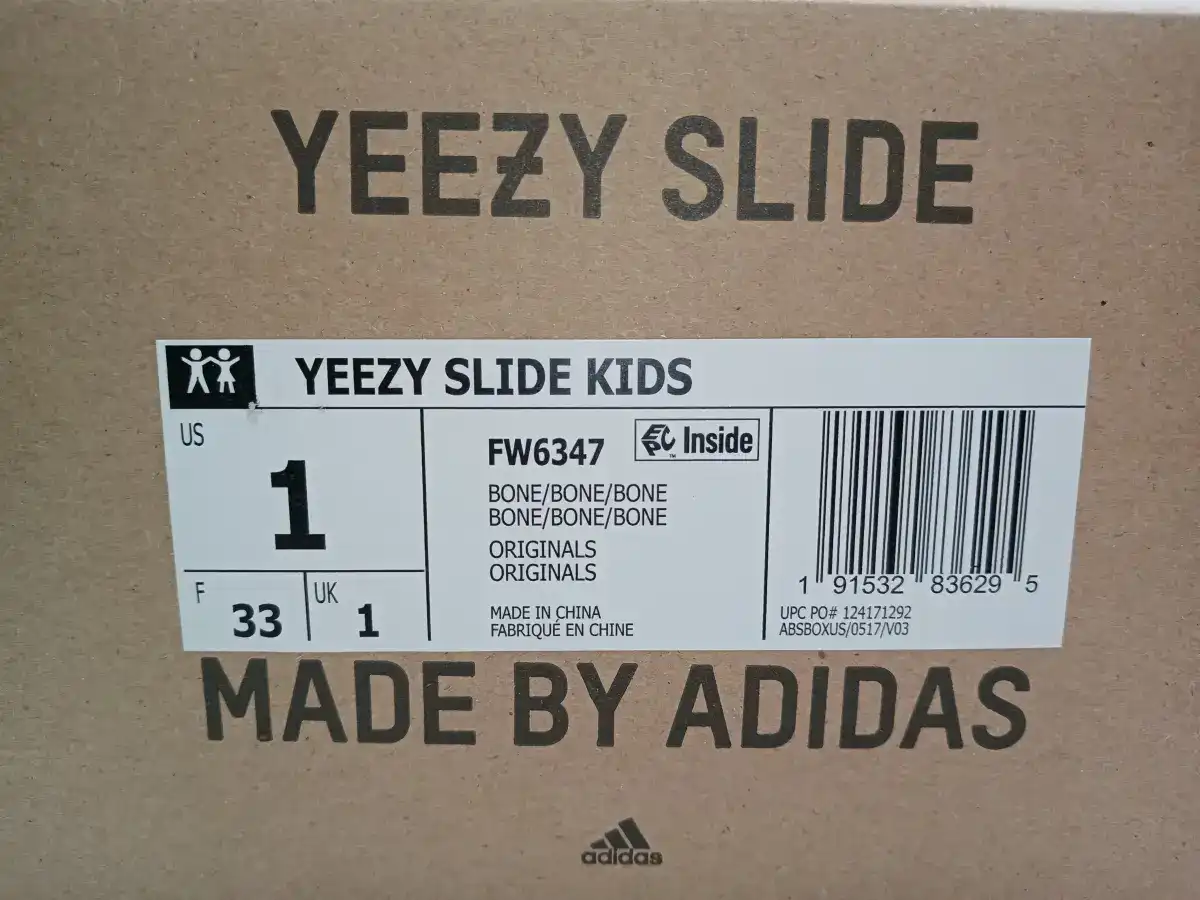 YEEZY SLIDE
YEEZY SLIDE KIDS
US
1
F
33
UK
1
FW6347
EPC™ Inside
BONE/BONE/BONE
BONE/BONE/BONE
ORIGINALS
ORIGINALS
MADE IN CHINA
FABRIQUÉ EN CHINE
1 91532 83629 5
UPC PO# 124171292
ABSBOXUS/0517/V03
MADE BY ADIDAS
adidas